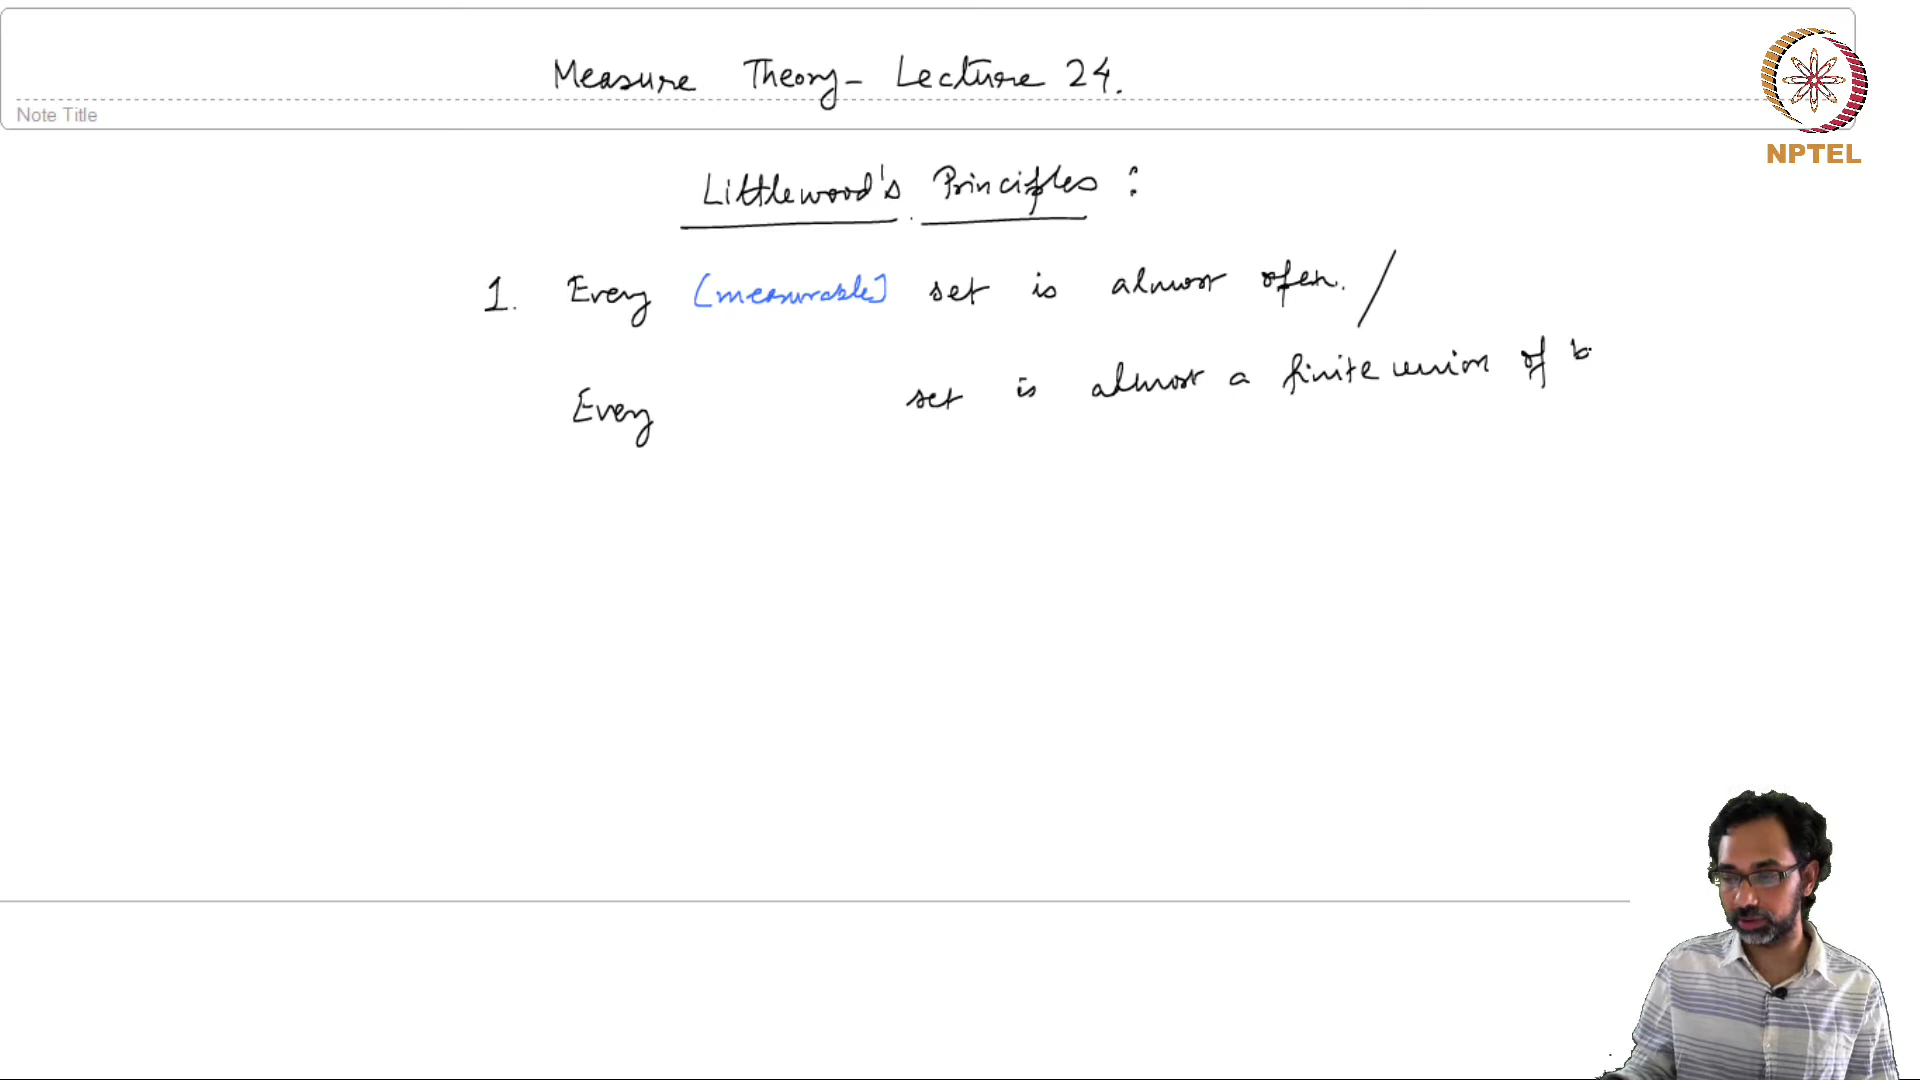 Measure Theory - Lecture 24.
Note Title
NPTEL
Littlewood's Principles :
1. Every [measurable] set is almost open. /
Every set is almost a finite union of b